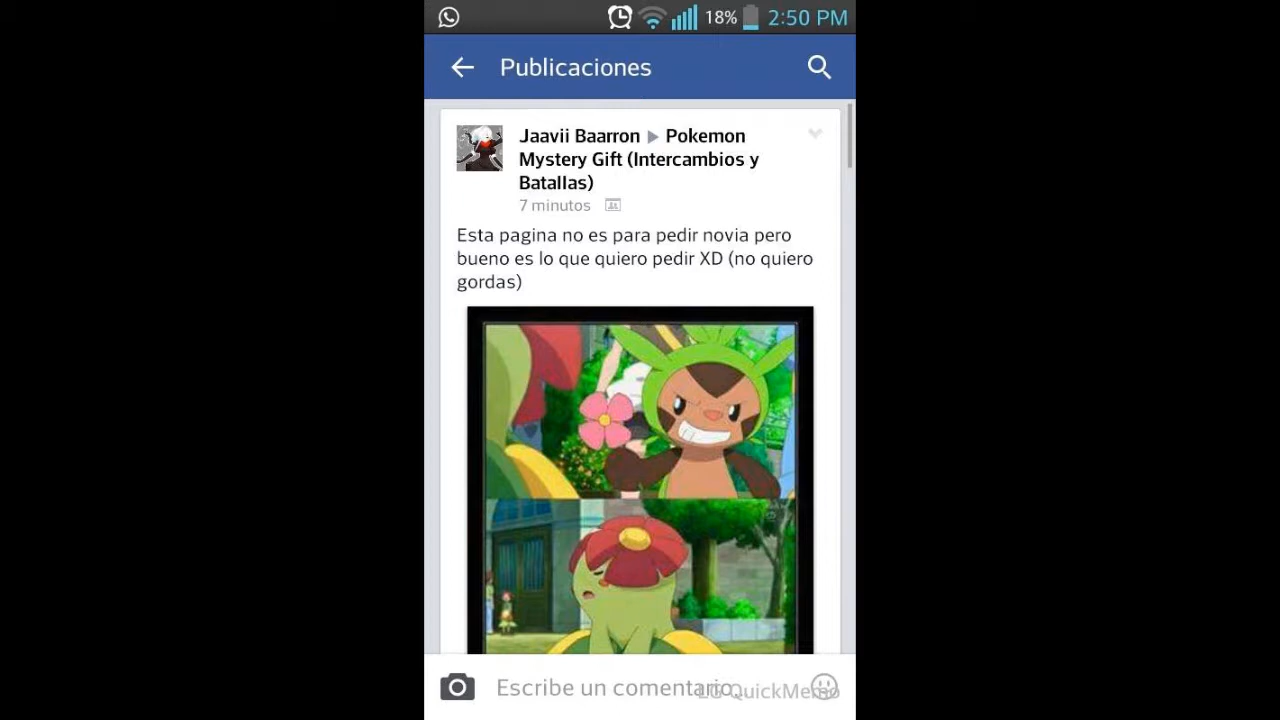 18% 2:50 PM
Publicaciones
Jaavii Baarron ▶ Pokemon
Mystery Gift (Intercambios y
Batallas)
7 minutos
Esta pagina no es para pedir novia pero
bueno es lo que quiero pedir XD (no quiero
gordas)
Escribe un comentario...
LG QuickMemo